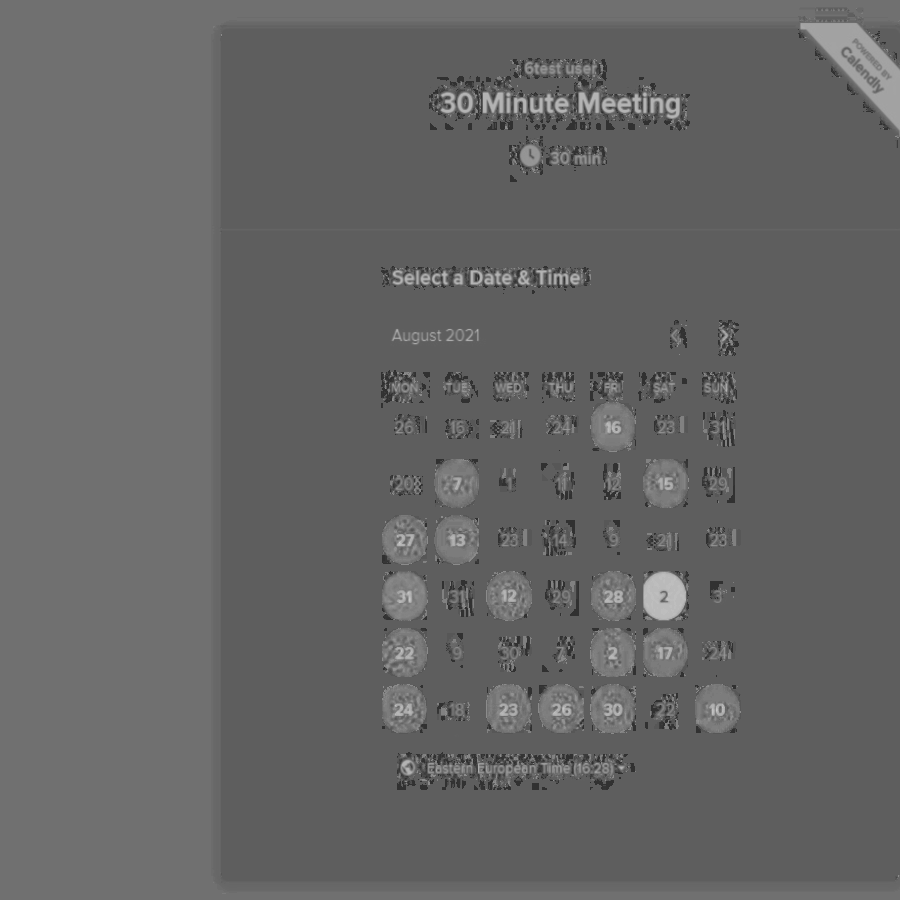 POWERED BY
Calendly
6test user
30 Minute Meeting
30 min
Select a Date & Time
August 2021
MON TUE WED THU FRI SAT SUN
26 16 21 24 16 23 31
20 7 1 11 12 15 29
27 13 23 14 9 21 23
31 31 12 29 28 2 3
22 9 30 7 2 17 24
24 18 23 26 30 22 10
Eastern European Time (16:28)